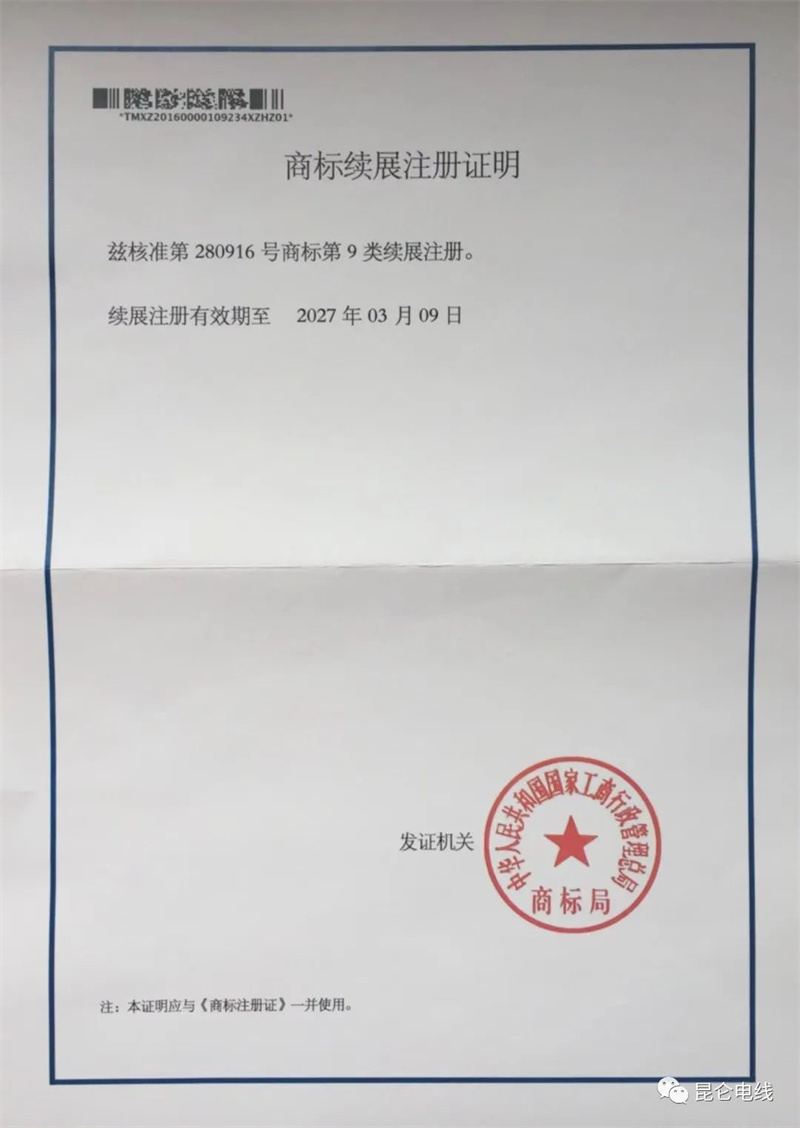 *TMXZ20160000109234XZHZ01*
商标续展注册证明
兹核准第 280916 号商标第 9 类续展注册。
续展注册有效期至 2027 年 03 月 09 日
中华人民共和国国家工商行政管理总局
发证机关
商标局
注：本证明应与《商标注册证》一并使用。
昆仑电线